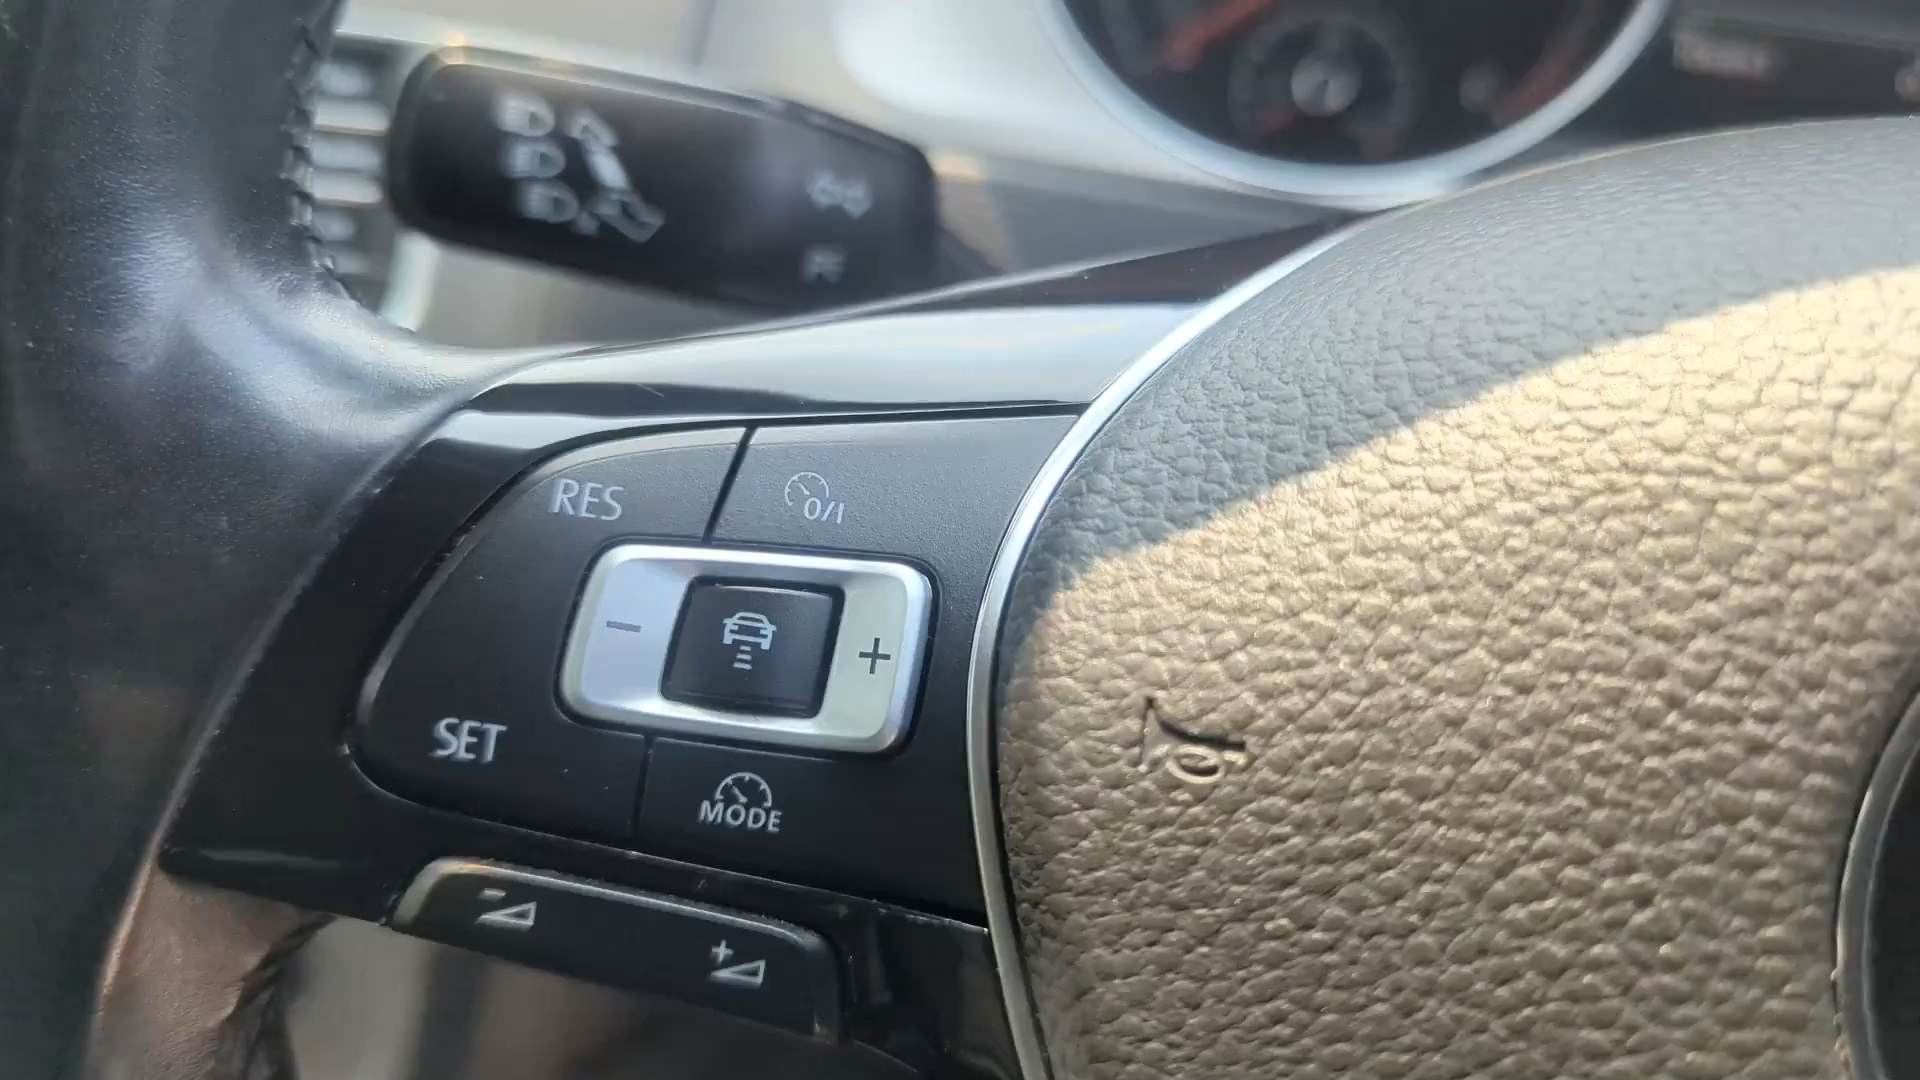 RES
0/I
− +
SET
MODE
- +